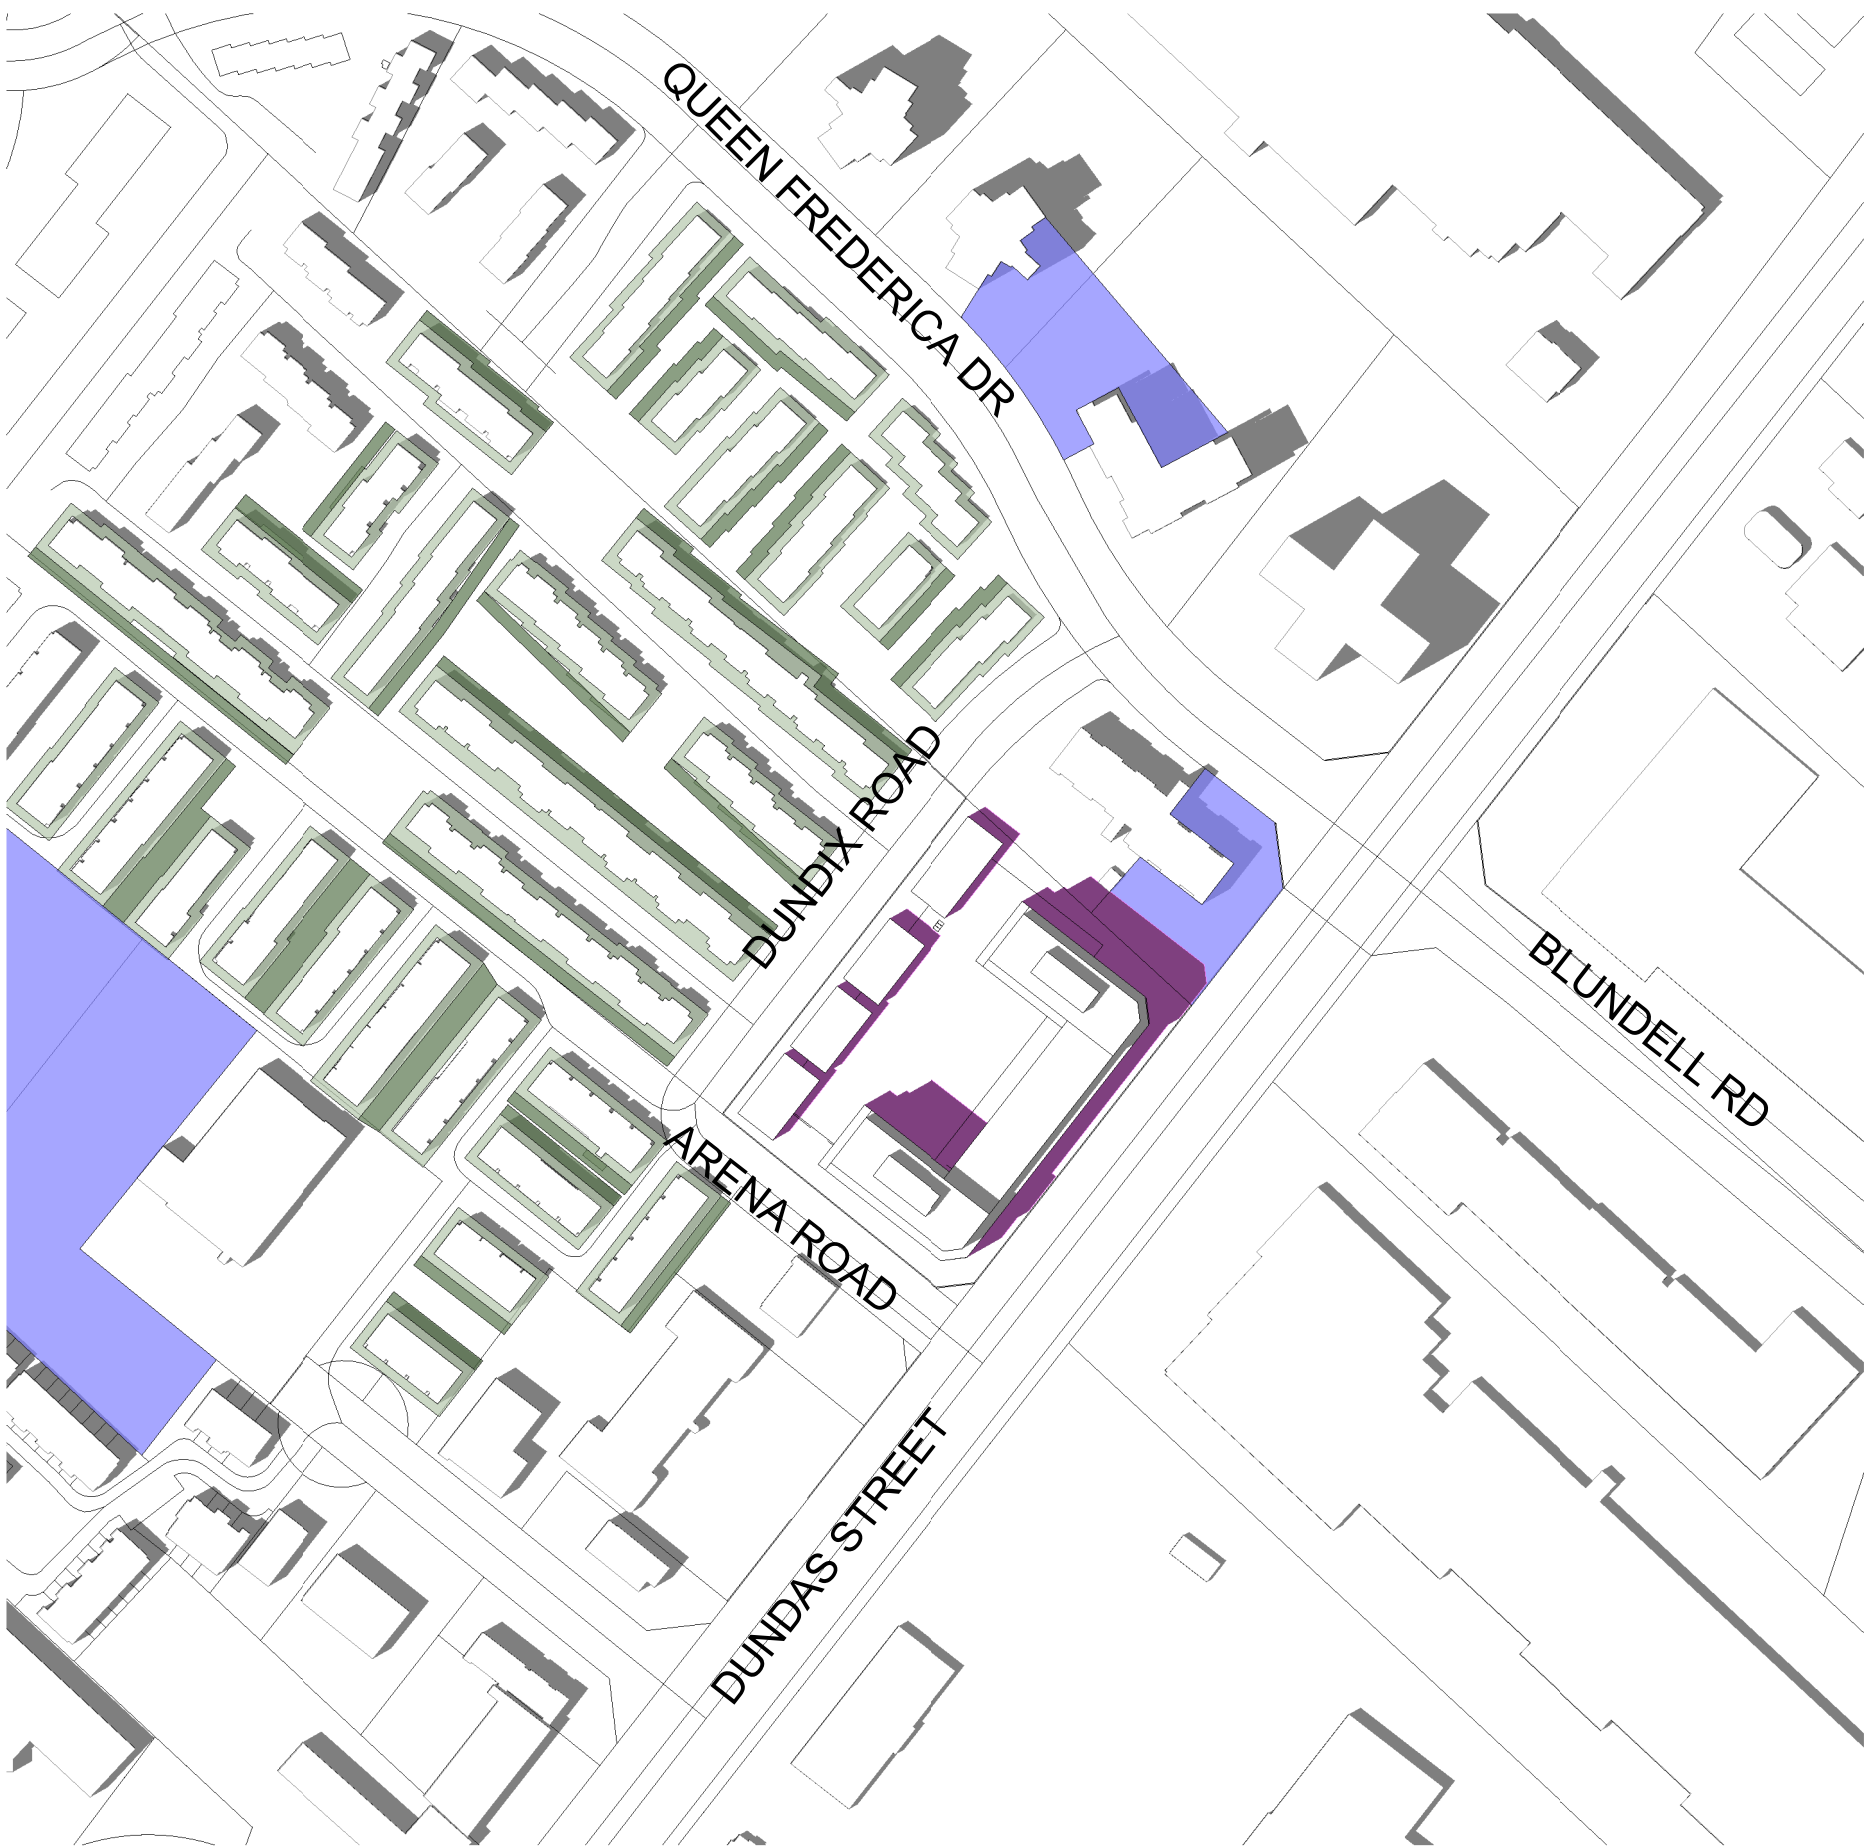 QUEEN FREDERICA DR
DUNDIX ROAD
BLUNDELL RD
ARENA ROAD
DUNDAS STREET